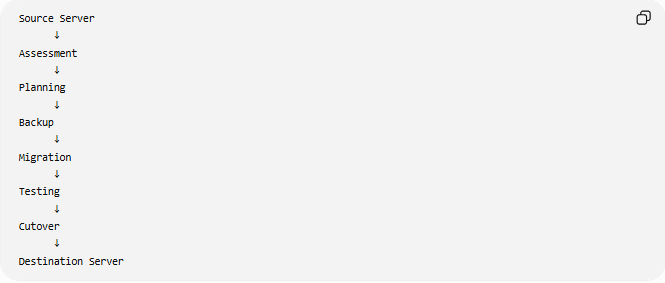 Source Server
↓
Assessment
↓
Planning
↓
Backup
↓
Migration
↓
Testing
↓
Cutover
↓
Destination Server